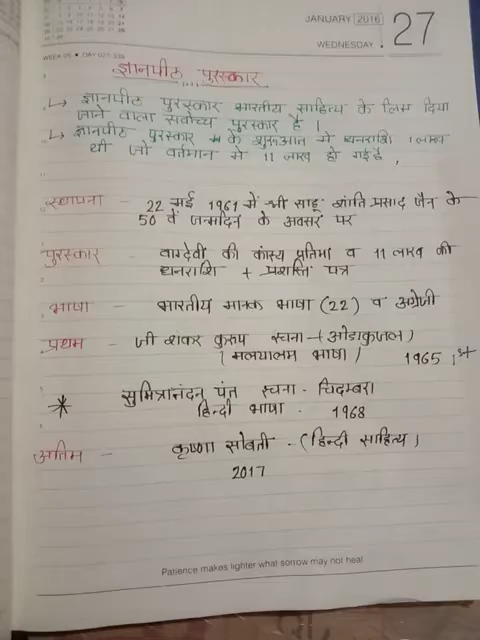 JANUARY 2016
WEDNESDAY
27
WEEK 05 • DAY 027-339
ज्ञानपीठ पुरस्कार
↳ ज्ञानपीठ पुरस्कार भारतीय साहित्य के लिए दिया
जाने वाला सर्वोच्च पुरस्कार है ।
↳ ज्ञानपीठ पुरस्कार के शुरूआत में धनराशि 1 लाख
थी जो वर्तमान में 11 लाख हो गई है ,
स्थापना - 22 मई 1961 में श्री साहू शांति प्रसाद जैन के
50 वें जन्मदिन के अवसर पर
पुरस्कार वाग्देवी की कांस्य प्रतिमा व 11 लाख की
धनराशि + प्रशस्ति पत्र
भाषा - भारतीय मानक भाषा (22) व अंग्रेजी
प्रथम - जी शंकर कुरूप रचना → ओडाकुजल)
(मलयालम भाषा) 1965 1st
सुमित्रानंदन पंत रचना - चिदम्बरा
हिन्दी भाषा - 1968
अंतिम - कृष्णा सोबती - (हिन्दी साहित्य)
2017
Patience makes lighter what sorrow may not heal